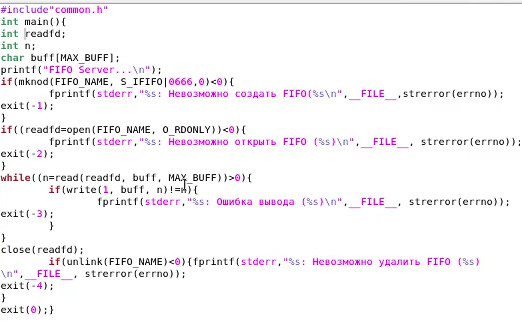 #include"common.h"
int main(){
int readfd;
int n;
char buff[MAX_BUFF];
printf("FIFO Server...\n");
if(mknod(FIFO_NAME, S_IFIFO|0666,0)<0){
        fprintf(stderr,"%s: Невозможно создать FIFO(%s\n",__FILE__,strerror(errno));
exit(-1);
}
if((readfd=open(FIFO_NAME, O_RDONLY))<0){
        fprintf(stderr,"%s: Невозможно открыть FIFO (%s)\n",__FILE__, strerror(errno));
exit(-2);
}
while((n=read(readfd, buff, MAX_BUFF))>0){
        if(write(1, buff, n)!=n){
                fprintf(stderr,"%s: Ошибка вывода (%s)\n",__FILE__, strerror(errno));
exit(-3);
        }
}
close(readfd);
        if(unlink(FIFO_NAME)<0){fprintf(stderr,"%s: Невозможно удалить FIFO (%s)
\n",__FILE__, strerror(errno));
exit(-4);
}
exit(0);}